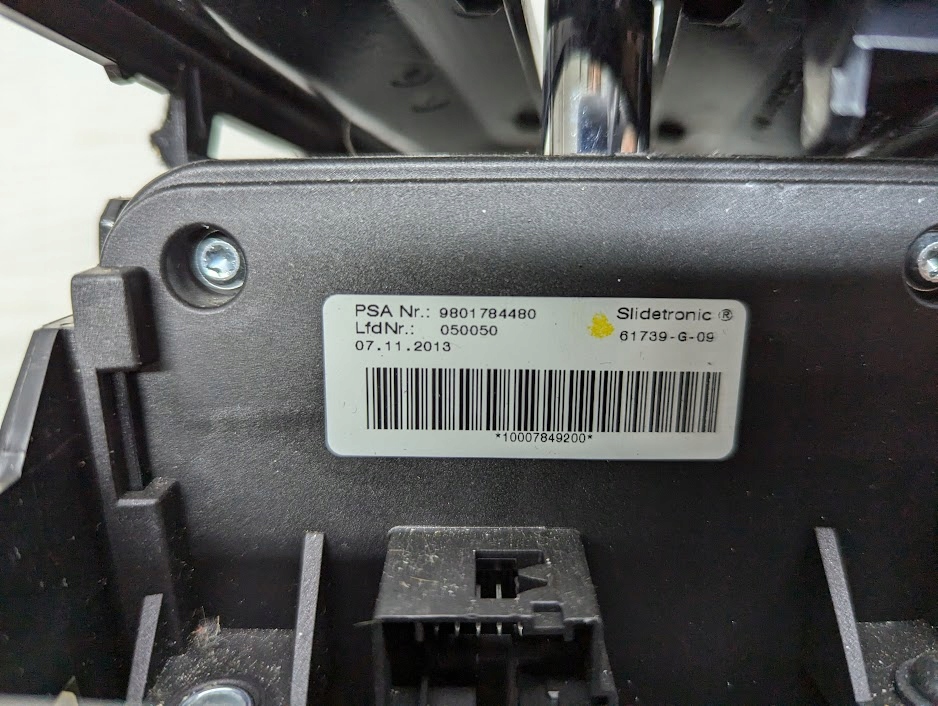 PSA Nr.: 9801784480
LfdNr.: 050050
07.11.2013
Slidetronic ®
61739-G-09
*10007849200*